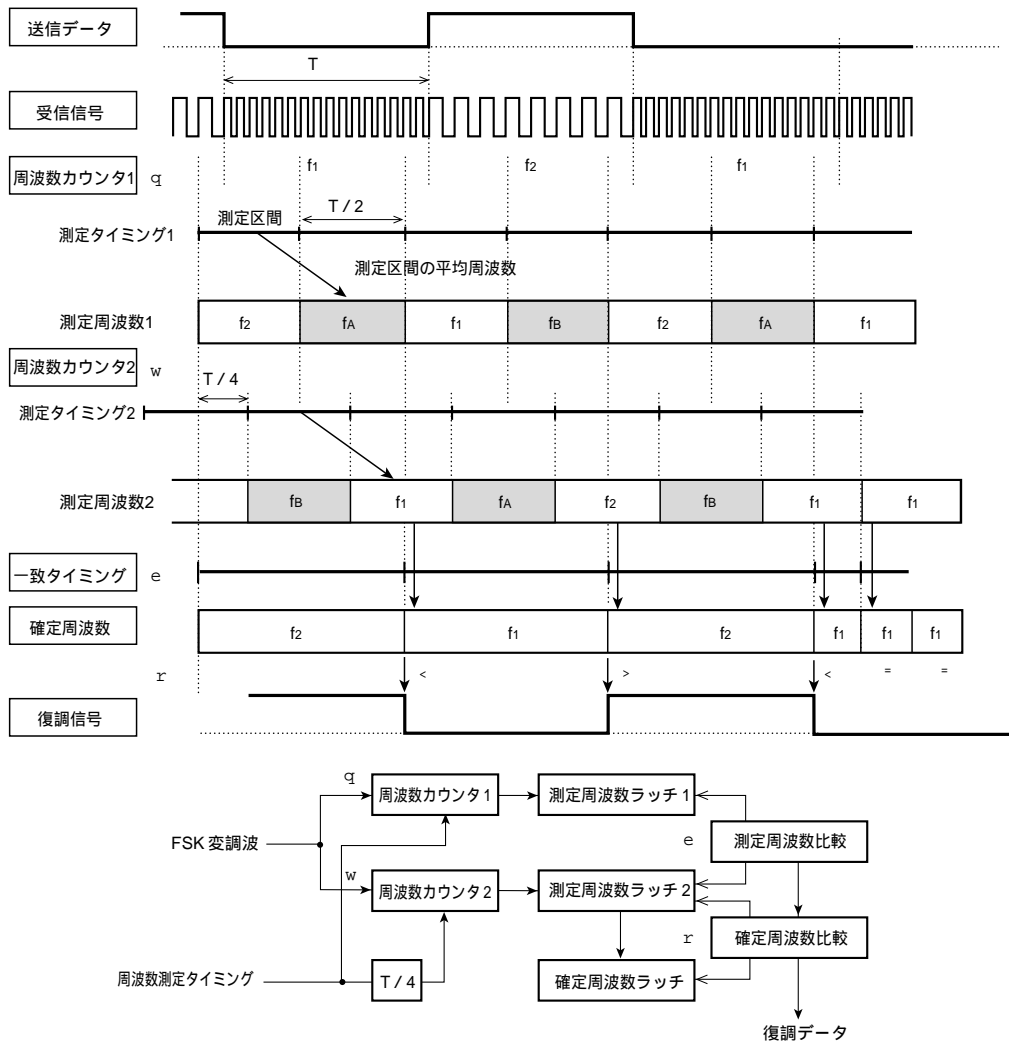 送信データ
T
受信信号
f1 f2 f1
周波数カウンタ1 q
測定区間 T / 2
測定タイミング1
測定区間の平均周波数
測定周波数1 f2 fA f1 fB f2 fA f1
周波数カウンタ2 w
T / 4
測定タイミング2
測定周波数2 fB f1 fA f2 fB f1 f1
一致タイミング e
確定周波数 f2 f1 f2 f1 f1 f1
r < > < = =
復調信号
q
周波数カウンタ1 測定周波数ラッチ1
FSK 変調波 e 測定周波数比較
w
周波数カウンタ2 測定周波数ラッチ2
r 確定周波数比較
周波数測定タイミング T / 4 確定周波数ラッチ
復調データ